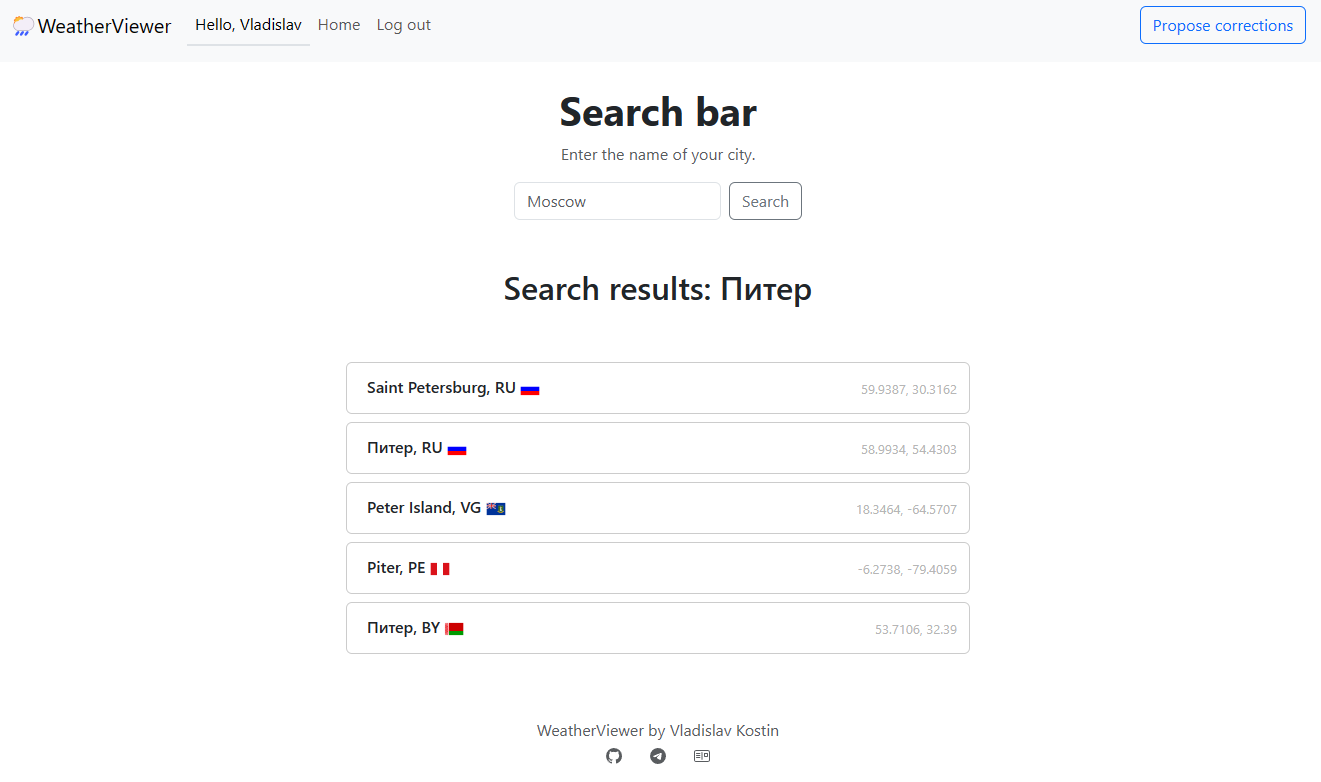 WeatherViewer Hello, Vladislav Home Log out Propose corrections
Search bar
Enter the name of your city.
Moscow Search
Search results: Питер
Saint Petersburg, RU 59.9387, 30.3162
Питер, RU 58.9934, 54.4303
Peter Island, VG 18.3464, -64.5707
Piter, PE -6.2738, -79.4059
Питер, BY 53.7106, 32.39
WeatherViewer by Vladislav Kostin